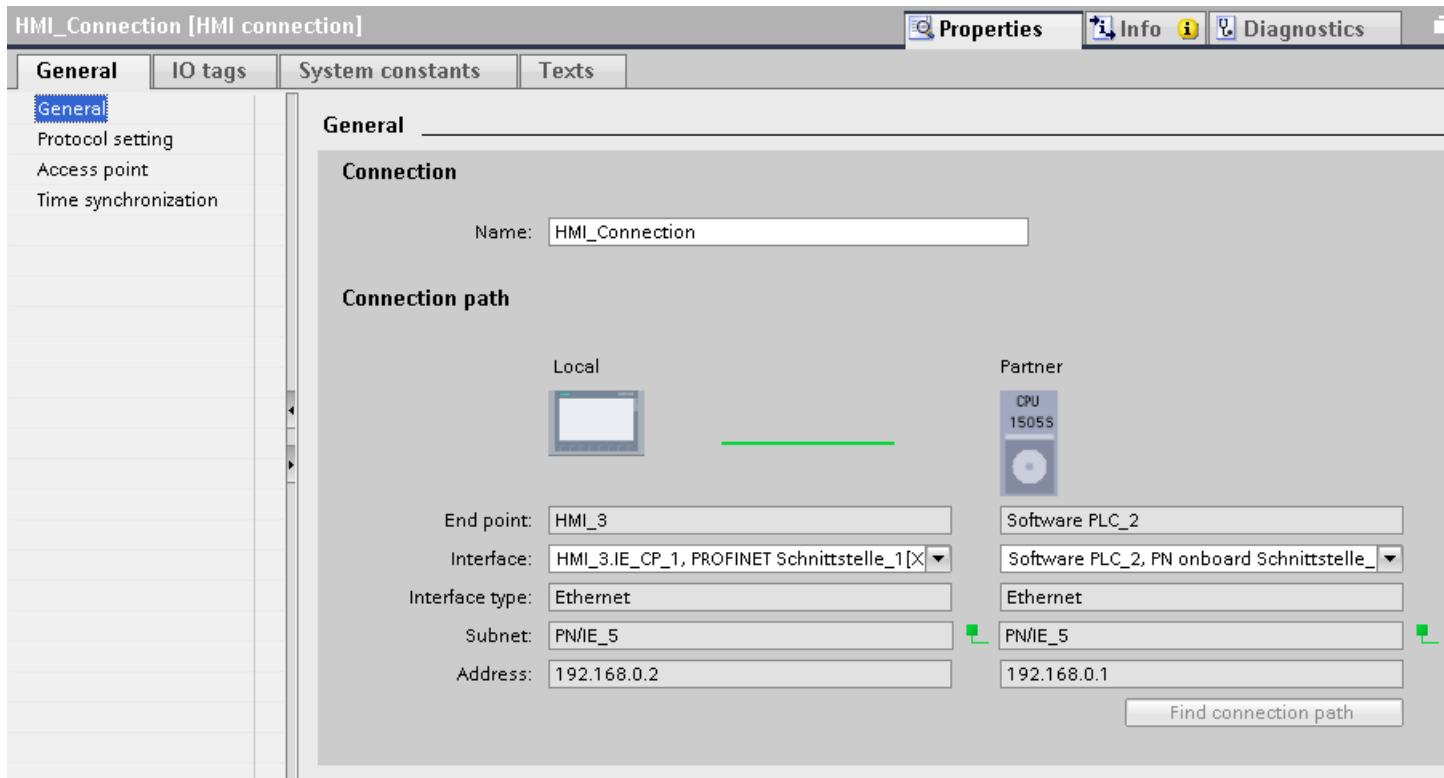 HMI_Connection [HMI connection]
Properties
Info
Diagnostics
General
IO tags
System constants
Texts
General
Protocol setting
Access point
Time synchronization
General
Connection
Name: HMI_Connection
Connection path
Local Partner
CPU
1505S
End point: HMI_3 Software PLC_2
Interface: HMI_3.IE_CP_1, PROFINET Schnittstelle_1[X Software PLC_2, PN onboard Schnittstelle_
Interface type: Ethernet Ethernet
Subnet: PN/IE_5 PN/IE_5
Address: 192.168.0.2 192.168.0.1
Find connection path